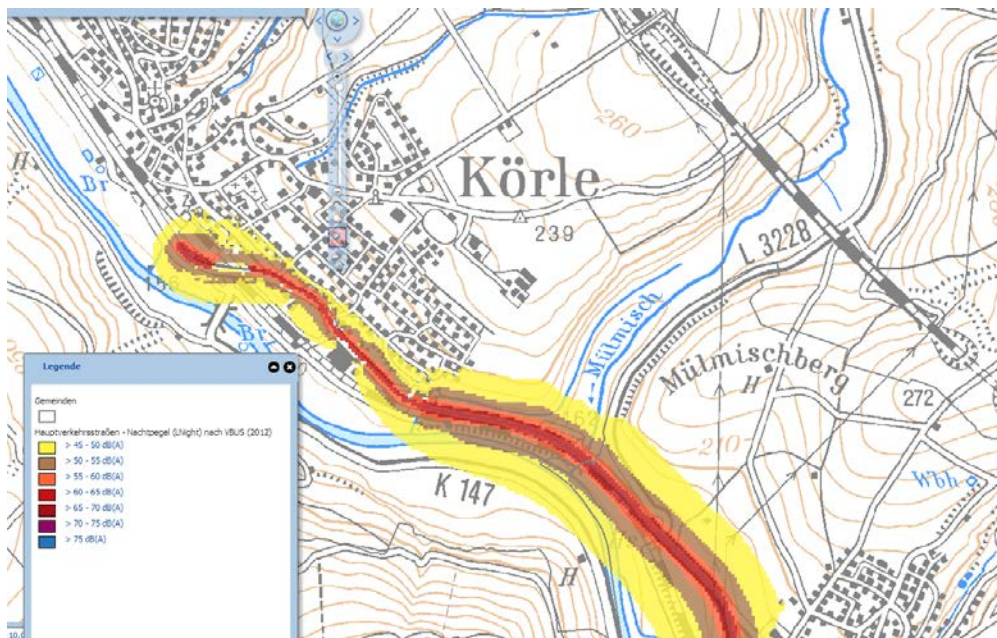 260
Körle
H
Br
239
L 3228
Mülmisch
Mülmischberg
H
272
Br
210
Wbh
K 147
H
Legende
Gemeinden
Hauptverkehrsstraßen - Nachtpegel (LNight) nach VBUS (2012)
> 45 - 50 dB(A)
> 50 - 55 dB(A)
> 55 - 60 dB(A)
> 60 - 65 dB(A)
> 65 - 70 dB(A)
> 70 - 75 dB(A)
> 75 dB(A)